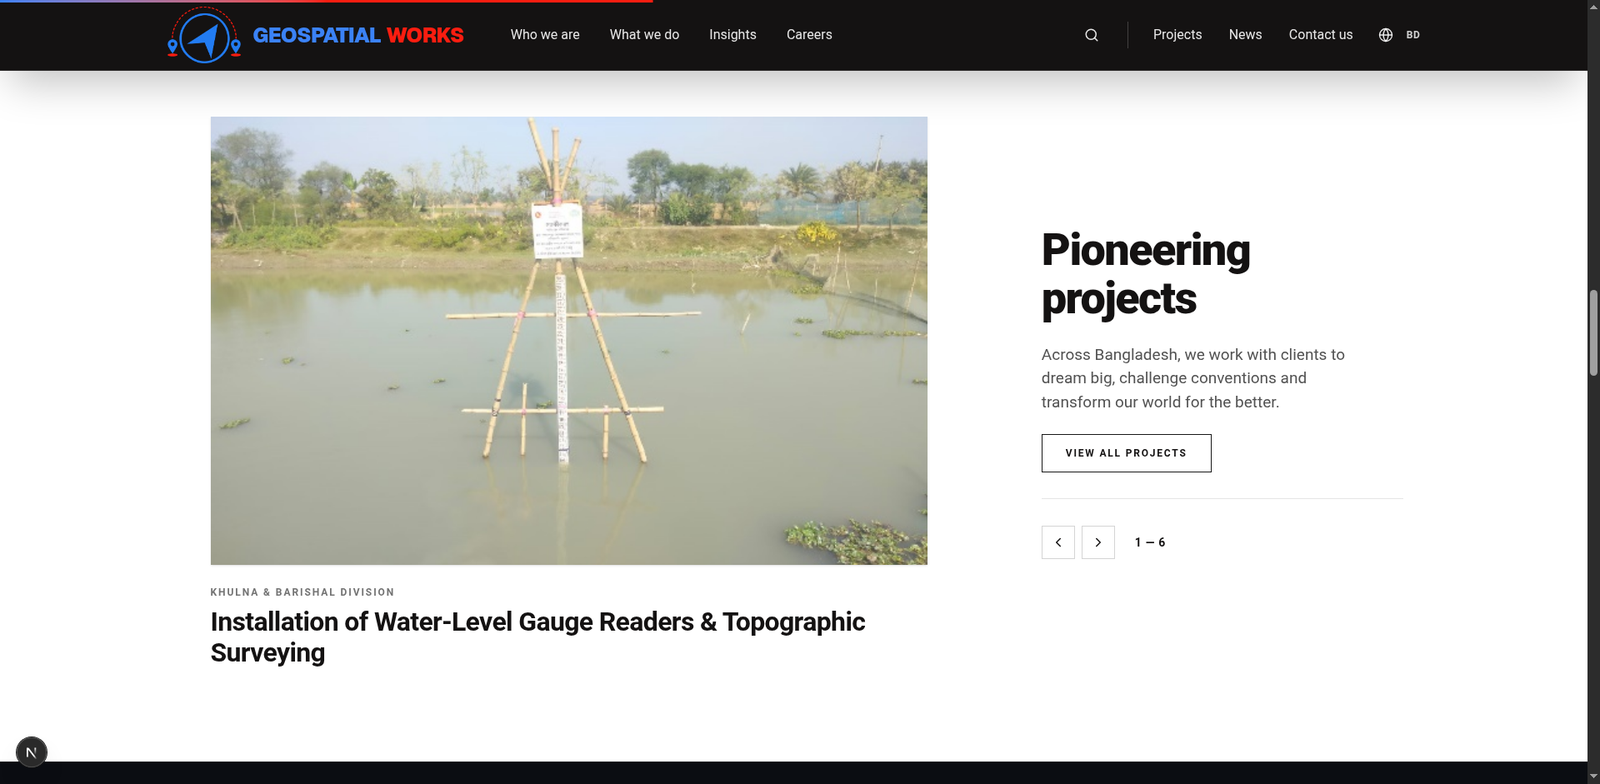 GEOSPATIAL WORKS
Who we are
What we do
Insights
Careers
Projects
News
Contact us
BD
Pioneering
projects
Across Bangladesh, we work with clients to
dream big, challenge conventions and
transform our world for the better.
VIEW ALL PROJECTS
1 — 6
KHULNA & BARISHAL DIVISION
Installation of Water-Level Gauge Readers & Topographic
Surveying
N